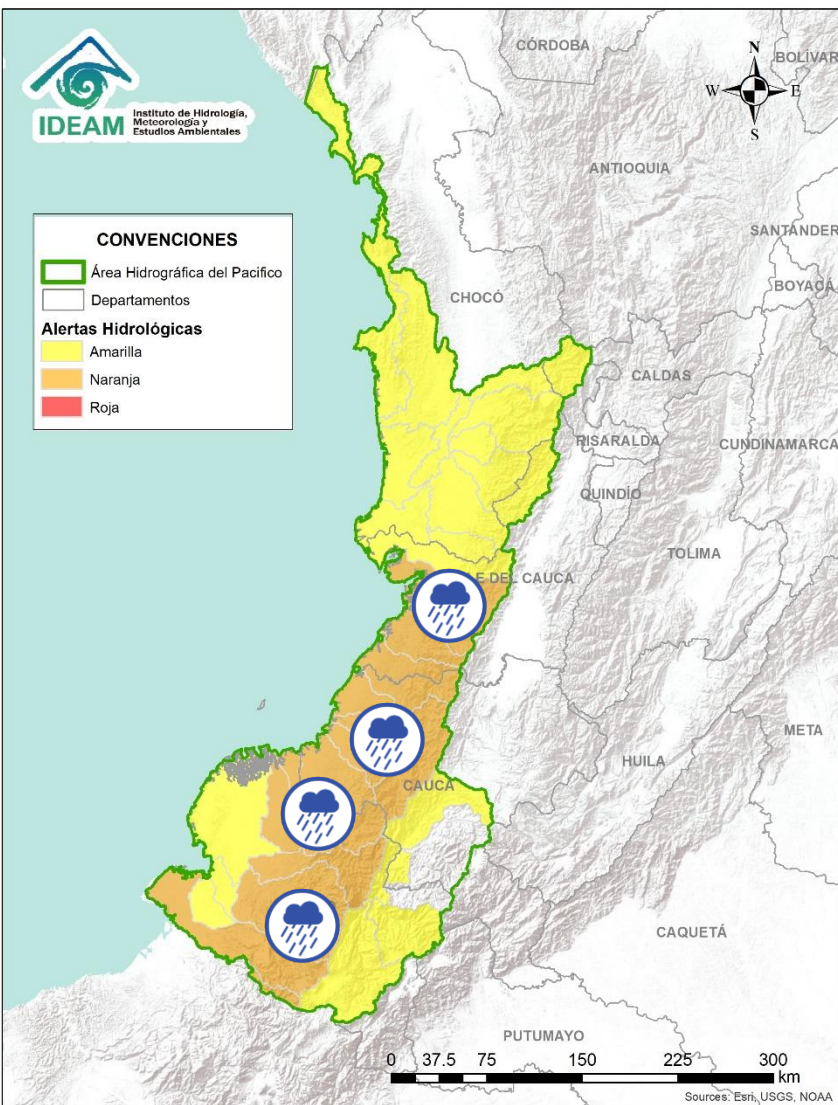 IDEAM
Instituto de Hidrología,
Meteorología y
Estudios Ambientales
CÓRDOBA
N
BOLÍVAR
W
E
S
ANTIOQUIA
CONVENCIONES
Área Hidrográfica del Pacifico
Departamentos
Alertas Hidrológicas
Amarilla
Naranja
Roja
SANTANDER
BOYACÁ
CHOCÓ
CALDAS
RISARALDA
CUNDINAMARCA
QUINDÍO
TOLIMA
LE DEL CAUCA
META
HUILA
CAUCA
CAQUETÁ
PUTUMAYO
0 37.5 75 150 225 300
km
Sources: Esri, USGS, NOAA